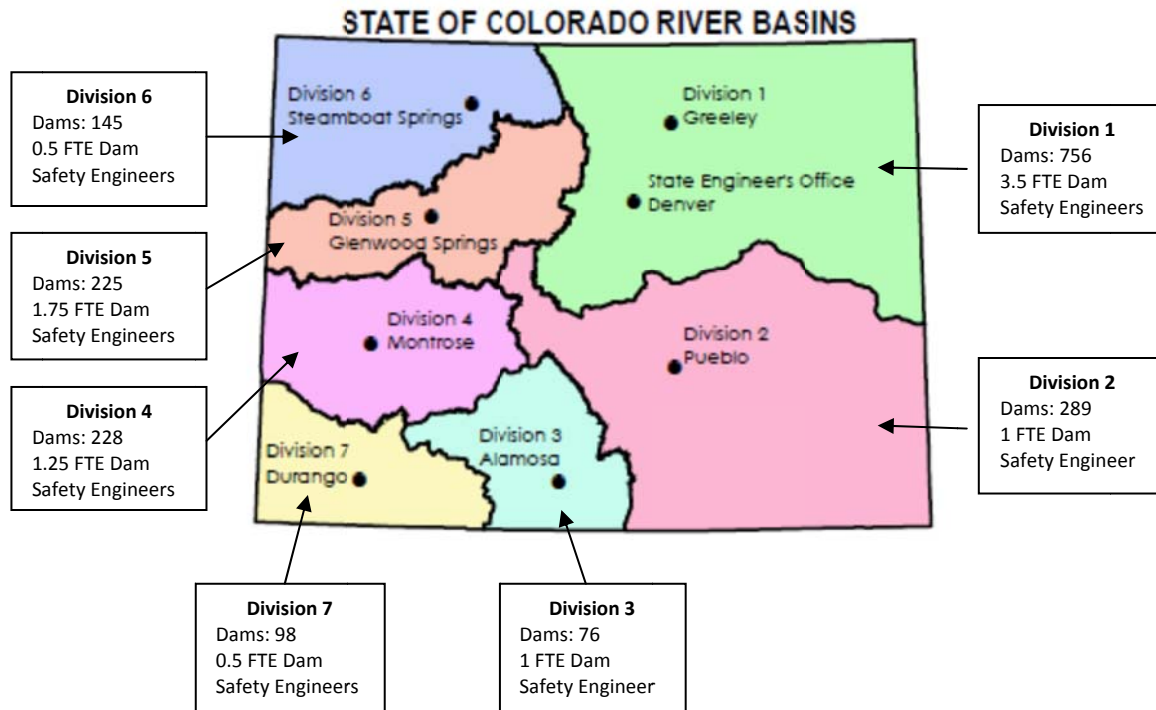 STATE OF COLORADO RIVER BASINS
Division 6
Dams: 145
0.5 FTE Dam
Safety Engineers
Division 5
Dams: 225
1.75 FTE Dam
Safety Engineers
Division 4
Dams: 228
1.25 FTE Dam
Safety Engineers
Division 6
Steamboat Springs
Division 1
Greeley
State Engineer's Office
Denver
Division 5
Glenwood Springs
Division 4
Montrose
Division 2
Pueblo
Division 7
Durango
Division 3
Alamosa
Division 1
Dams: 756
3.5 FTE Dam
Safety Engineers
Division 2
Dams: 289
1 FTE Dam
Safety Engineer
Division 7
Dams: 98
0.5 FTE Dam
Safety Engineers
Division 3
Dams: 76
1 FTE Dam
Safety Engineer